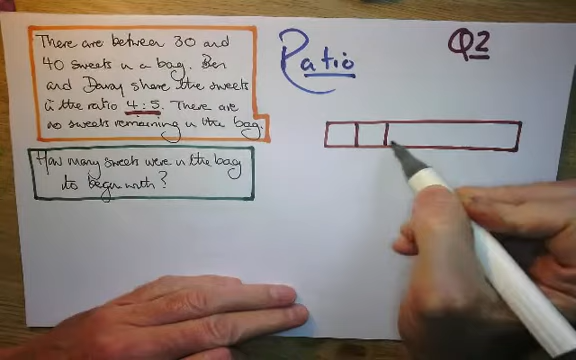 There are between 30 and
40 sweets in a bag. Ben
and Danny share the sweets
in the ratio 4:5. There are
no sweets remaining in the bag.
How many sweets were in the bag
to begin with?
Ratio
Q2